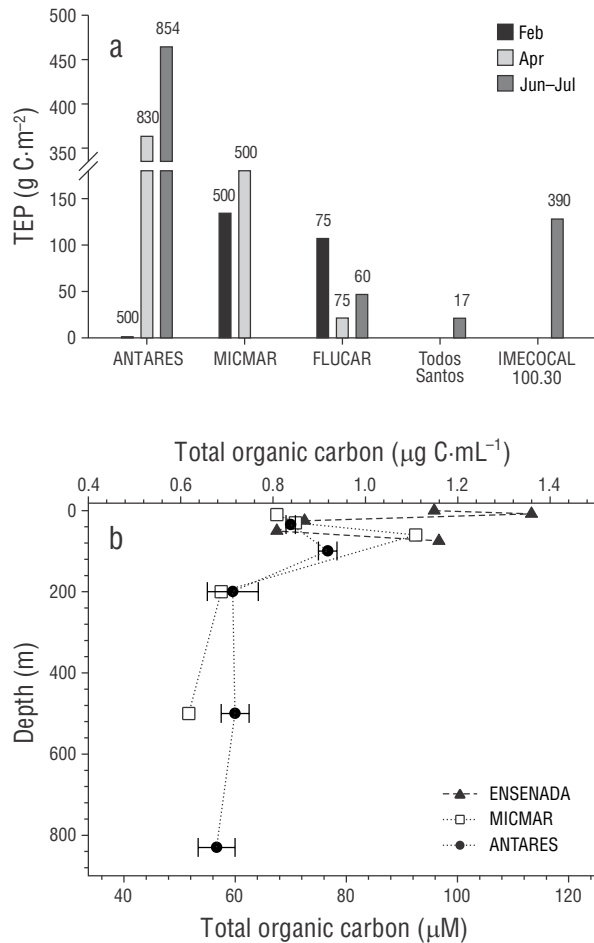 a
Feb
Apr
Jun–Jul
TEP (g C·m⁻²)
500
450
400
350
150
100
50
0
500
830
854
500
500
75
75
60
17
390
ANTARES
MICMAR
FLUCAR
Todos
Santos
IMECOCAL
100.30
Total organic carbon (µg C·mL⁻¹)
0.4
0.6
0.8
1.0
1.2
1.4
b
Depth (m)
0
200
400
600
800
ENSENADA
MICMAR
ANTARES
40
60
80
100
120
Total organic carbon (µM)